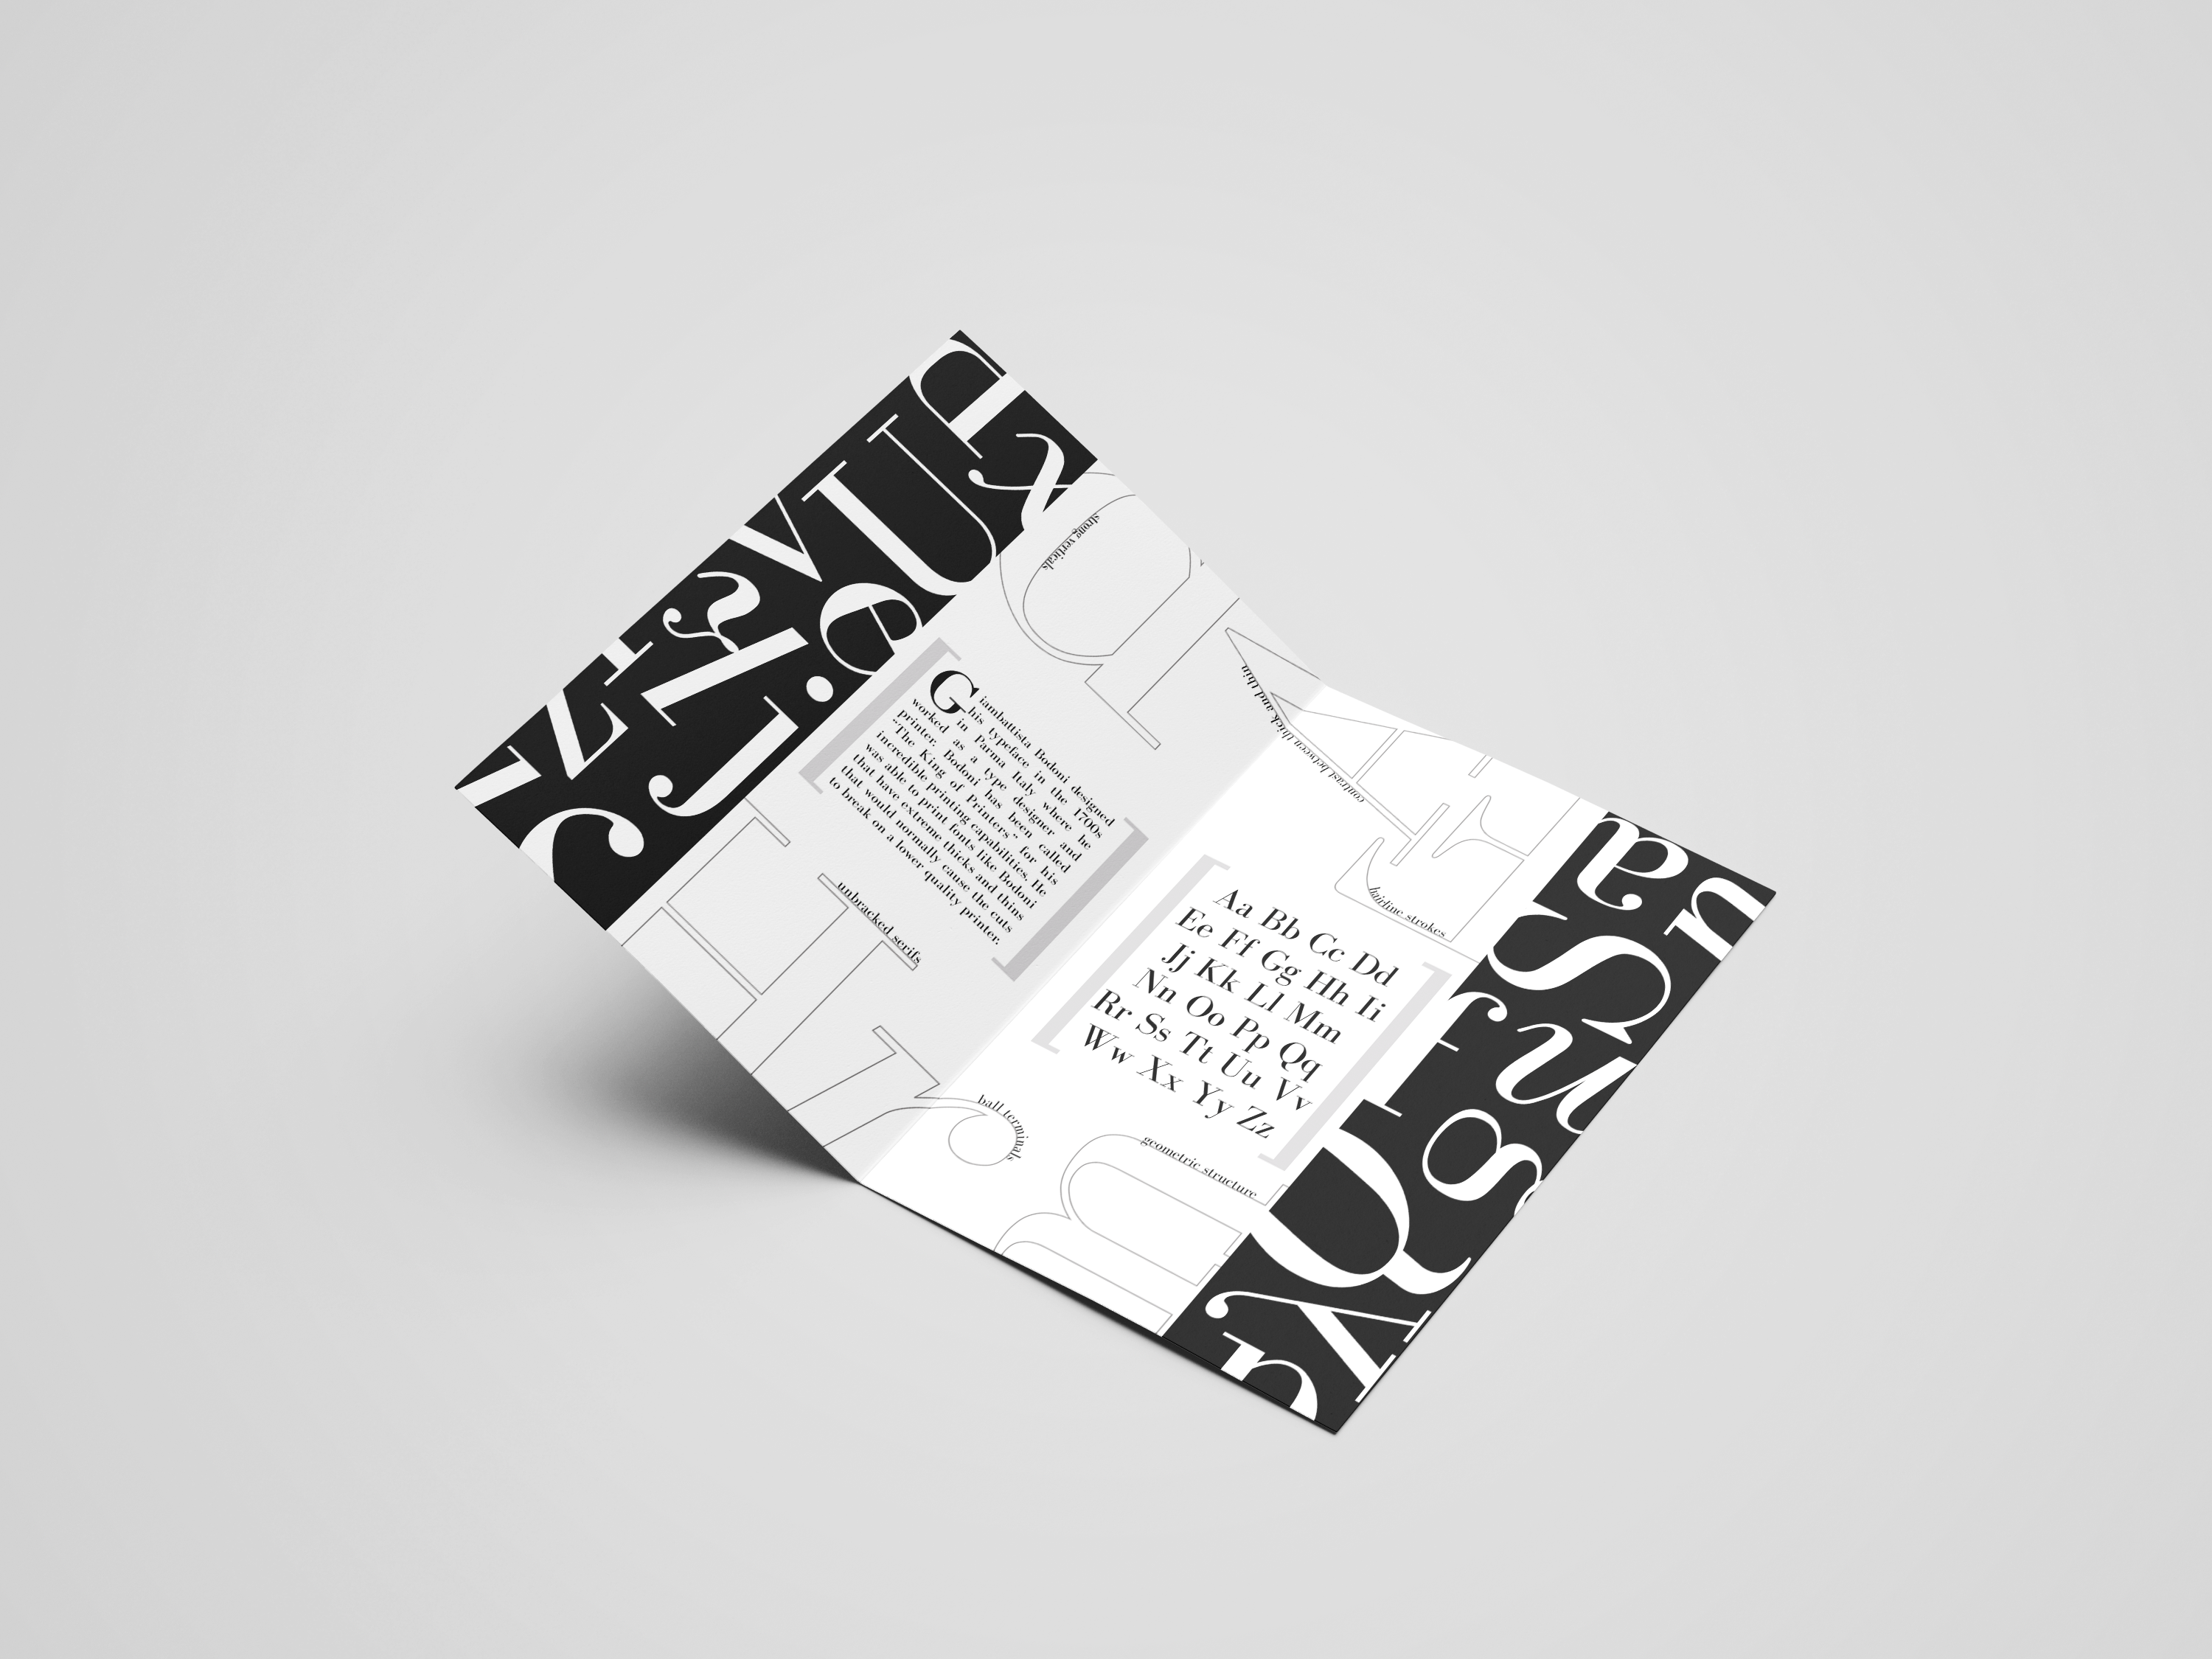 strong verticals
Giambattista Bodoni designed
his typeface in the 1700s
in Parma Italy where he
worked as a type designer and
printer. Bodoni has been called
“The King of Printers” for his
incredible printing capabilities. He
was able to print fonts like Bodoni
that have extreme thicks and thins
that would normally cause the cuts
to break on a lower quality printer.
unbracked serifs
contrast between thick and thin
hairline strokes
Aa Bb Cc Dd
Ee Ff Gg Hh Ii
Jj Kk Ll Mm
Nn Oo Pp Qq
Rr Ss Tt Uu Vv
Ww Xx Yy Zz
ball terminals
geometric structure